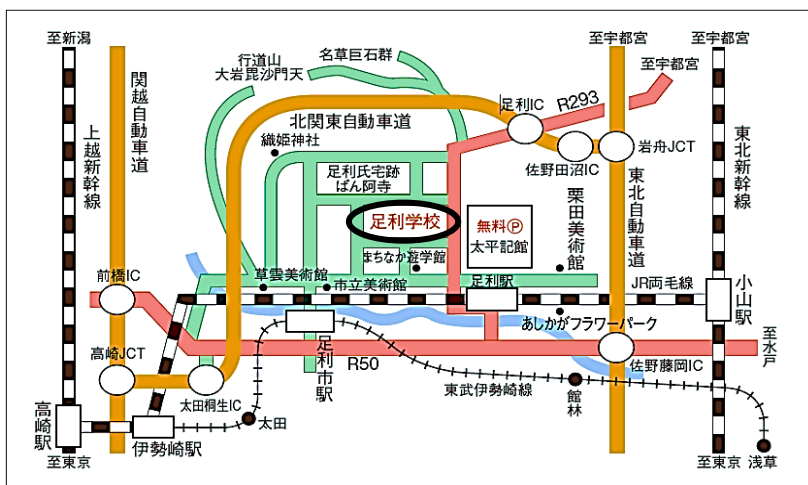 至新潟
至宇都宮
至宇都宮
至宇都宮
行道山
大岩毘沙門天
名草巨石群
関越自動車道
上越新幹線
北関東自動車道
織姫神社
足利IC
R293
佐野田沼IC
岩舟JCT
東北自動車道
東北新幹線
足利氏宅跡
ばん阿寺
足利学校
無料Ⓟ
太平記館
栗田美術館
まちなか遊学館
前橋IC
草雲美術館
市立美術館
足利駅
JR両毛線
小山駅
あしかがフラワーパーク
高崎JCT
太田桐生IC
足利市駅
R50
佐野藤岡IC
至水戸
東武伊勢崎線
館林
太田
高崎駅
伊勢崎駅
至東京
至東京
浅草